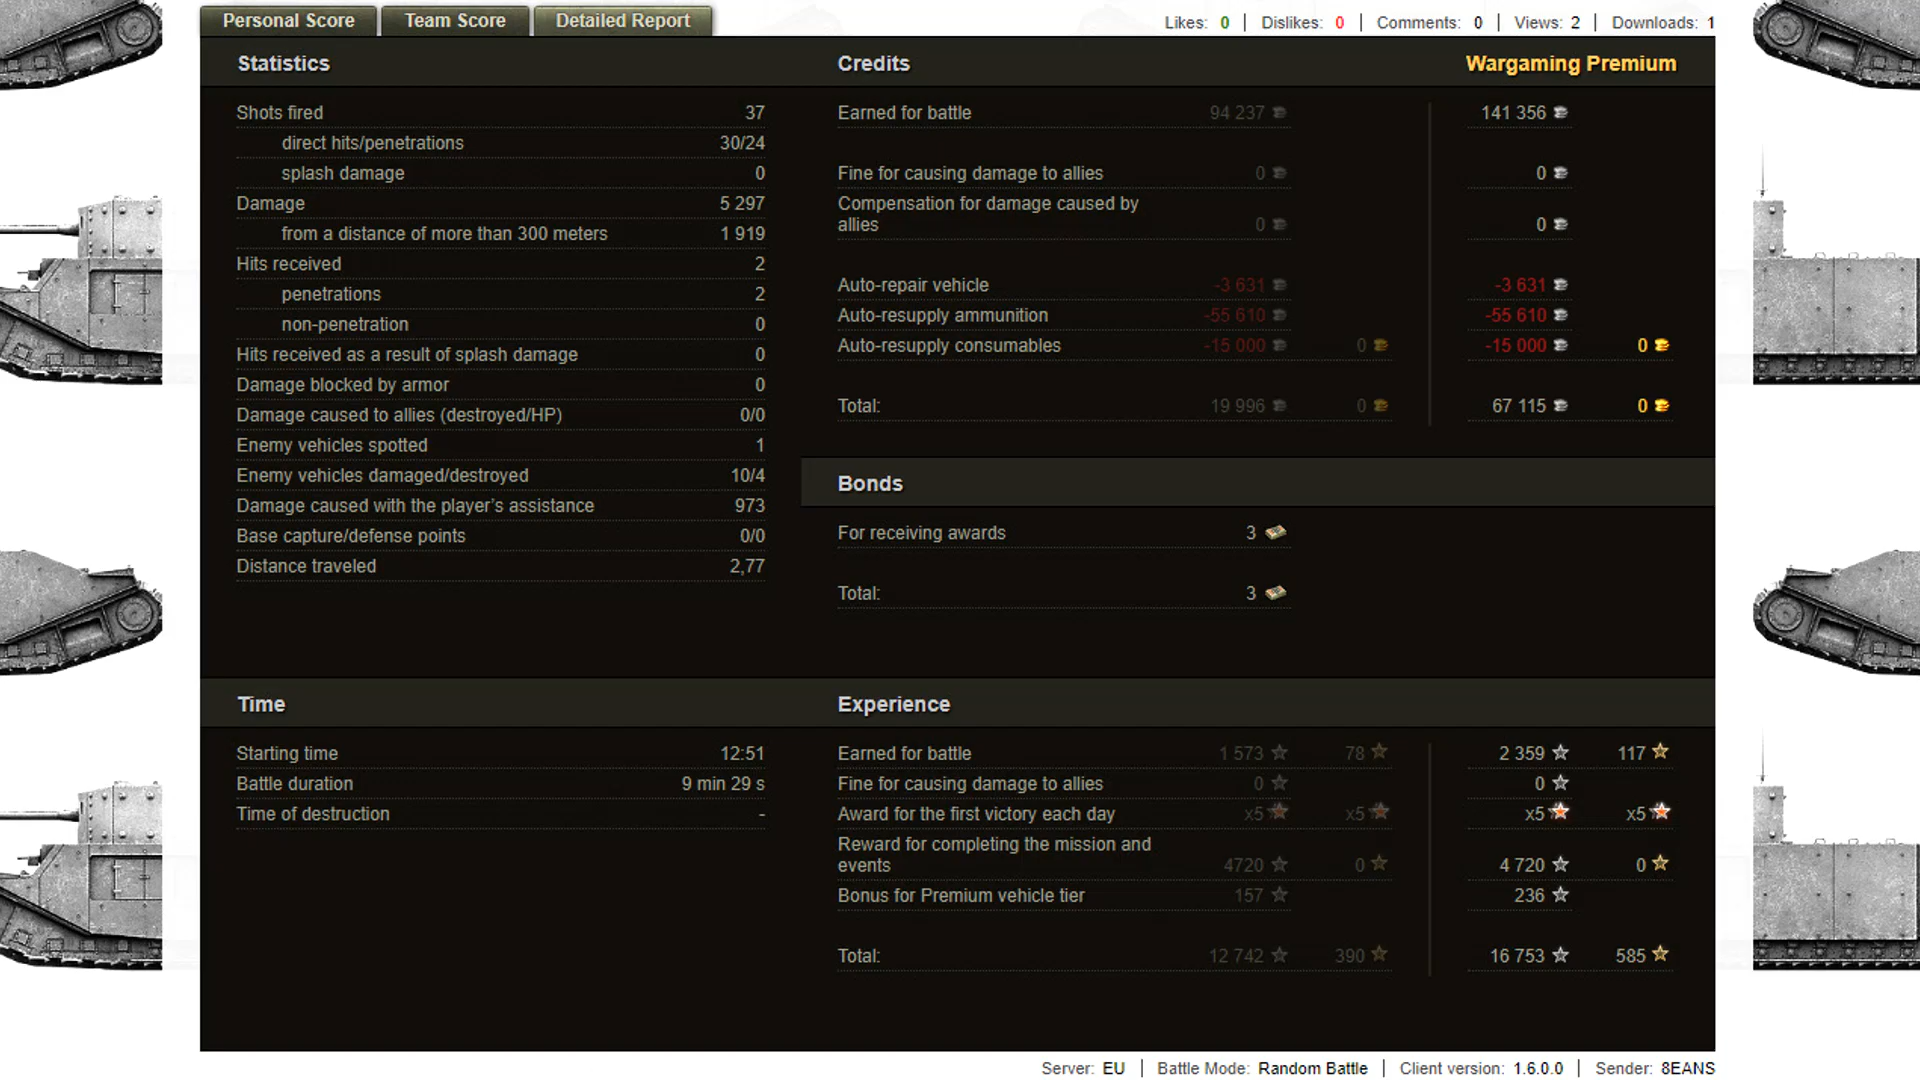 Personal Score Team Score Detailed Report Likes: 0 | Dislikes: 0 | Comments: 0 | Views: 2 | Downloads: 1
Statistics
Shots fired 37
direct hits/penetrations 30/24
splash damage 0
Damage 5 297
from a distance of more than 300 meters 1 919
Hits received 2
penetrations 2
non-penetration 0
Hits received as a result of splash damage 0
Damage blocked by armor 0
Damage caused to allies (destroyed/HP) 0/0
Enemy vehicles spotted 1
Enemy vehicles damaged/destroyed 10/4
Damage caused with the player's assistance 973
Base capture/defense points 0/0
Distance traveled 2,77
Credits Wargaming Premium
Earned for battle 94 237 141 356
Fine for causing damage to allies 0 0
Compensation for damage caused by
allies 0 0
Auto-repair vehicle -3 631 -3 631
Auto-resupply ammunition -55 610 -55 610
Auto-resupply consumables -15 000 0 -15 000 0
Total: 19 996 0 67 115 0
Bonds
For receiving awards 3
Total: 3
Time
Starting time 12:51
Battle duration 9 min 29 s
Time of destruction -
Experience
Earned for battle 1 573 78 2 359 117
Fine for causing damage to allies 0 0
Award for the first victory each day x5 x5 x5 x5
Reward for completing the mission and
events 4720 0 4 720 0
Bonus for Premium vehicle tier 157 236
Total: 12 742 390 16 753 585
Server: EU | Battle Mode: Random Battle | Client version: 1.6.0.0 | Sender: 8EANS